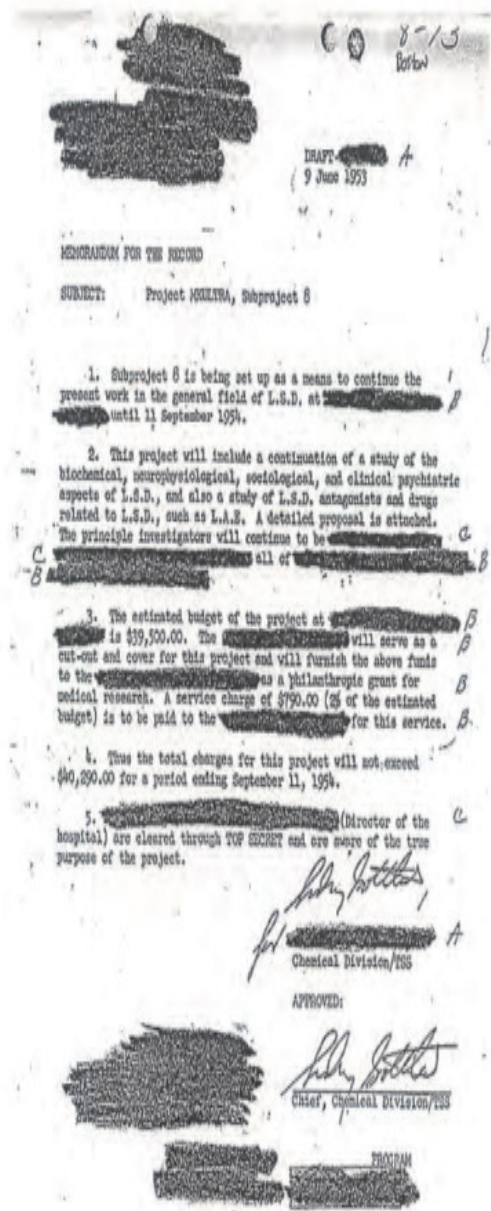 8-13
Boston
DRAFT A
9 June 1953
MEMORANDUM FOR THE RECORD
SUBJECT: Project MKULTRA, Subproject 8
1. Subproject 8 is being set up as a means to continue the
present work in the general field of L.S.D. at B
until 11 September 1954.
2. This project will include a continuation of a study of the
biochemical, neurophysiological, sociological, and clinical psychiatric
aspects of L.S.D., and also a study of L.S.D. antagonists and drugs
related to L.S.D., such as L.A.E. A detailed proposal is attached.
The principle investigators will continue to be C
C all of B
B
3. The estimated budget of the project at B
is $39,500.00. The will serve as a B
cut-out and cover for this project and will furnish the above funds
to the as a philanthropic grant for B
medical research. A service charge of $790.00 (2% of the estimated
budget) is to be paid to the for this service. B
4. Thus the total charges for this project will not exceed
$40,290.00 for a period ending September 11, 1954.
5. (Director of the C
hospital) are cleared through TOP SECRET and are aware of the true
purpose of the project.
Sidney Gottlieb
for A
Chemical Division/TSS
APPROVED:
Sidney Gottlieb
Chief, Chemical Division/TSS
PROGRAM